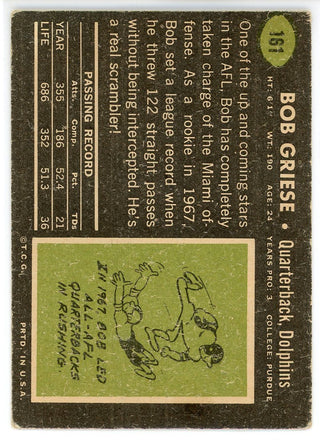 161
BOB GRIESE • Quarterback, Dolphins
HT: 6'1" WT: 190 AGE: 24 YEARS PRO: 3 COLLEGE: PURDUE
One of the up and coming stars
in the AFL, Bob has completely
taken charge of the Miami of-
fense. As a rookie in 1967,
Bob set a league record when
he threw 122 straight passes
without being intercepted. He's
a real scrambler!
PASSING RECORD
Atts. Comp. Pct. TDs
YEAR 355 186 52.4 21
LIFE 686 352 51.3 36
IN 1967 BOB LED
ALL-AFL
QUARTERBACKS
IN RUSHING.
© T.C.G. PRTD. IN U.S.A.